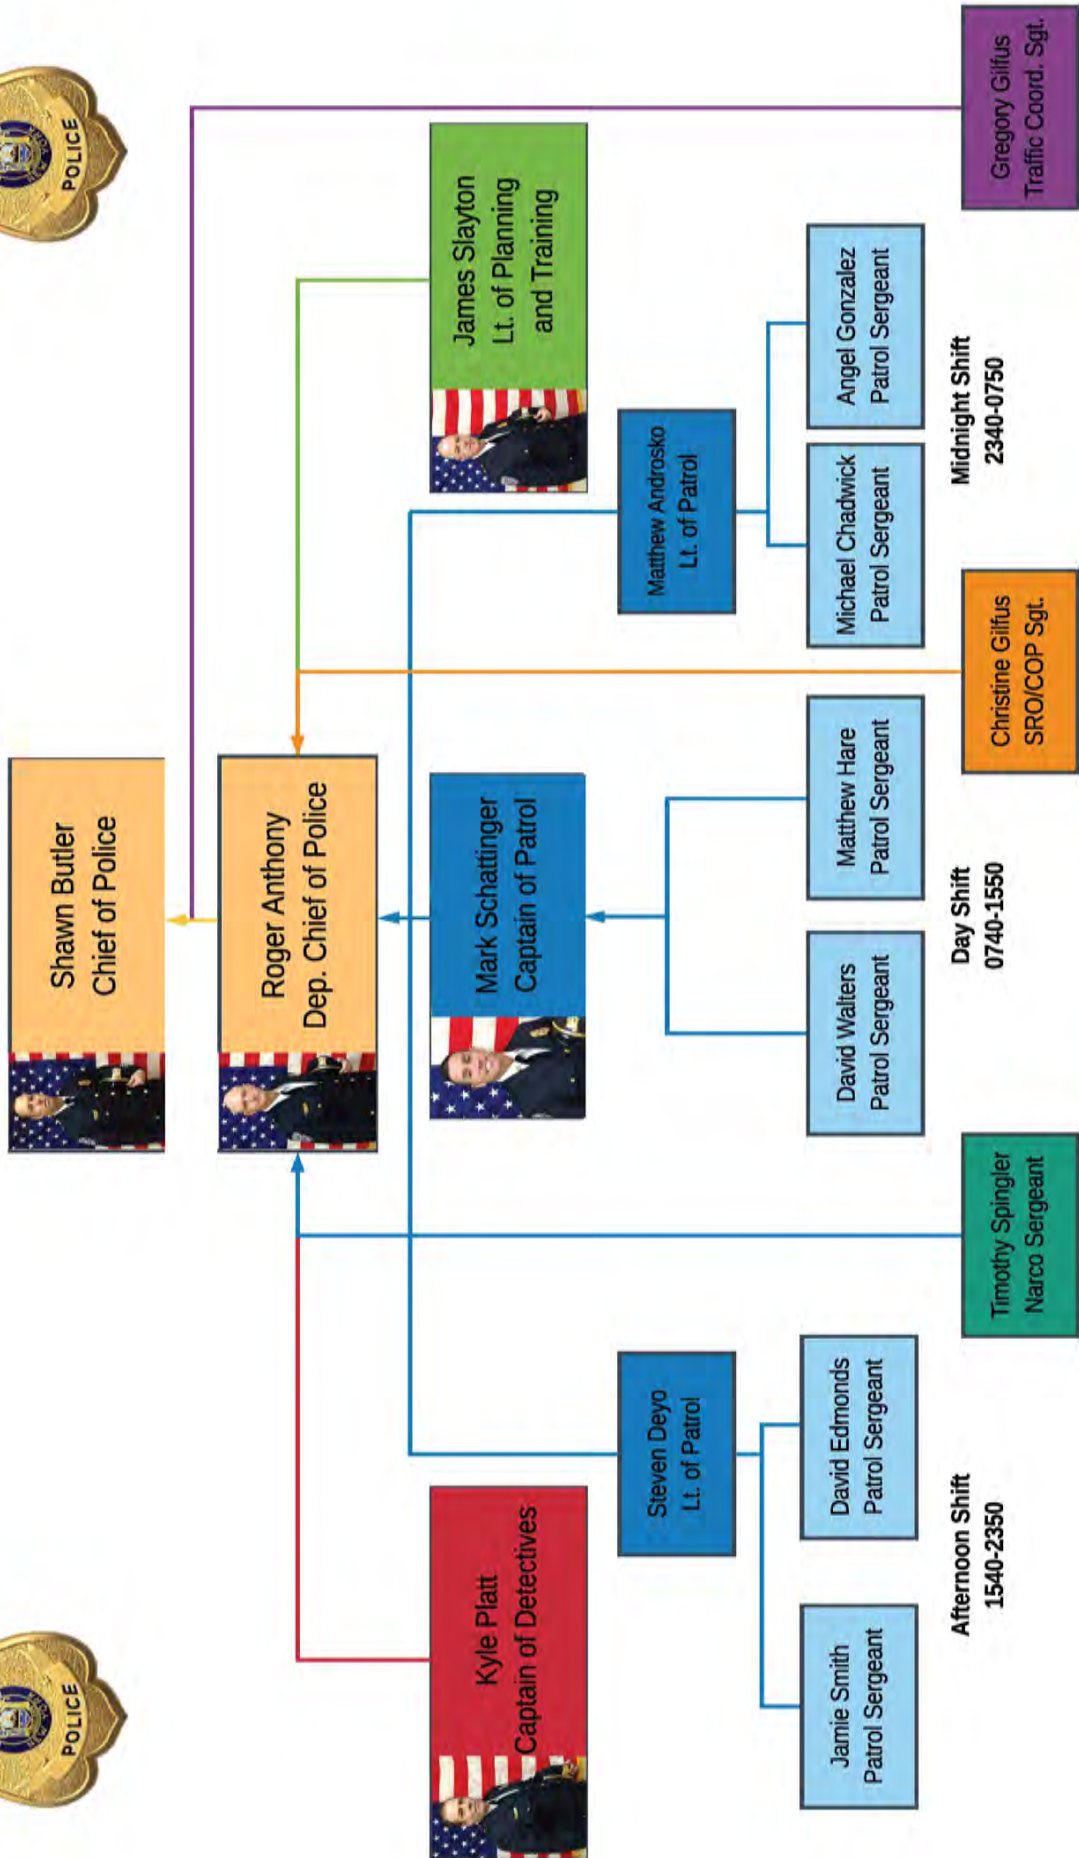 POLICE
NEW YORK
POLICE
Shawn Butler
Chief of Police
Roger Anthony
Dep. Chief of Police
Kyle Platt
Captain of Detectives
Mark Schattinger
Captain of Patrol
James Slayton
Lt. of Planning
and Training
Steven Deyo
Lt. of Patrol
Matthew Androsko
Lt. of Patrol
Jamie Smith
Patrol Sergeant
David Edmonds
Patrol Sergeant
David Walters
Patrol Sergeant
Matthew Hare
Patrol Sergeant
Michael Chadwick
Patrol Sergeant
Angel Gonzalez
Patrol Sergeant
Afternoon Shift
1540-2350
Day Shift
0740-1550
Midnight Shift
2340-0750
Timothy Spingler
Narco Sergeant
Christine Gilfus
SRO/COP Sgt.
Gregory Gilfus
Traffic Coord. Sgt.